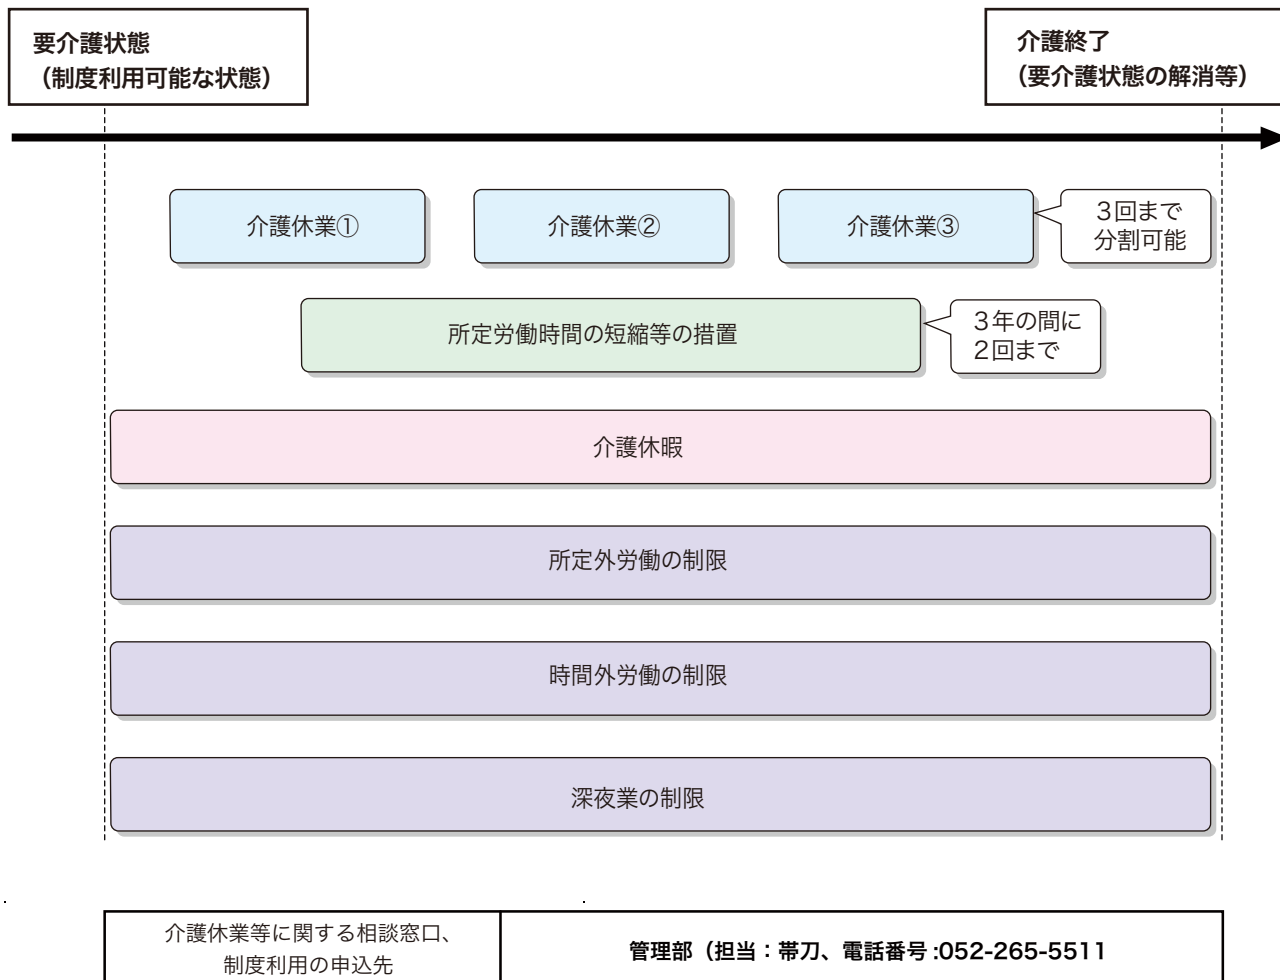 要介護状態
（制度利用可能な状態）
介護終了
（要介護状態の解消等）
介護休業①
介護休業②
介護休業③
3回まで
分割可能
所定労働時間の短縮等の措置
3年の間に
2回まで
介護休暇
所定外労働の制限
時間外労働の制限
深夜業の制限
介護休業等に関する相談窓口、
制度利用の申込先
管理部（担当：帯刀、電話番号:052-265-5511